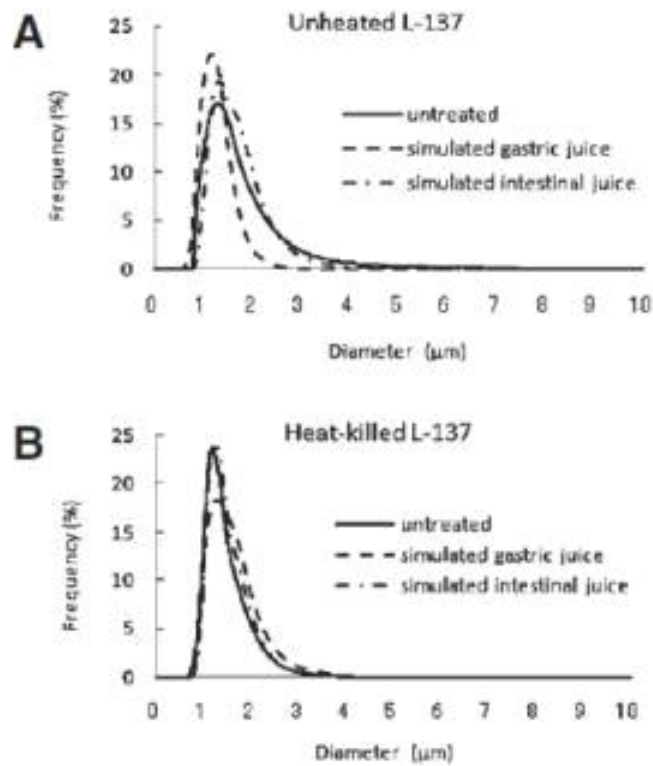 A
Unheated L-137
25
20
15
10
5
0
Frequency (%)
untreated
simulated gastric juice
simulated intestinal juice
0 1 2 3 4 5 6 7 8 9 10
Diameter (μm)
B
Heat-killed L-137
25
20
15
10
5
0
Frequency (%)
untreated
simulated gastric juice
simulated intestinal juice
0 1 2 3 4 5 6 7 8 9 10
Diameter (μm)